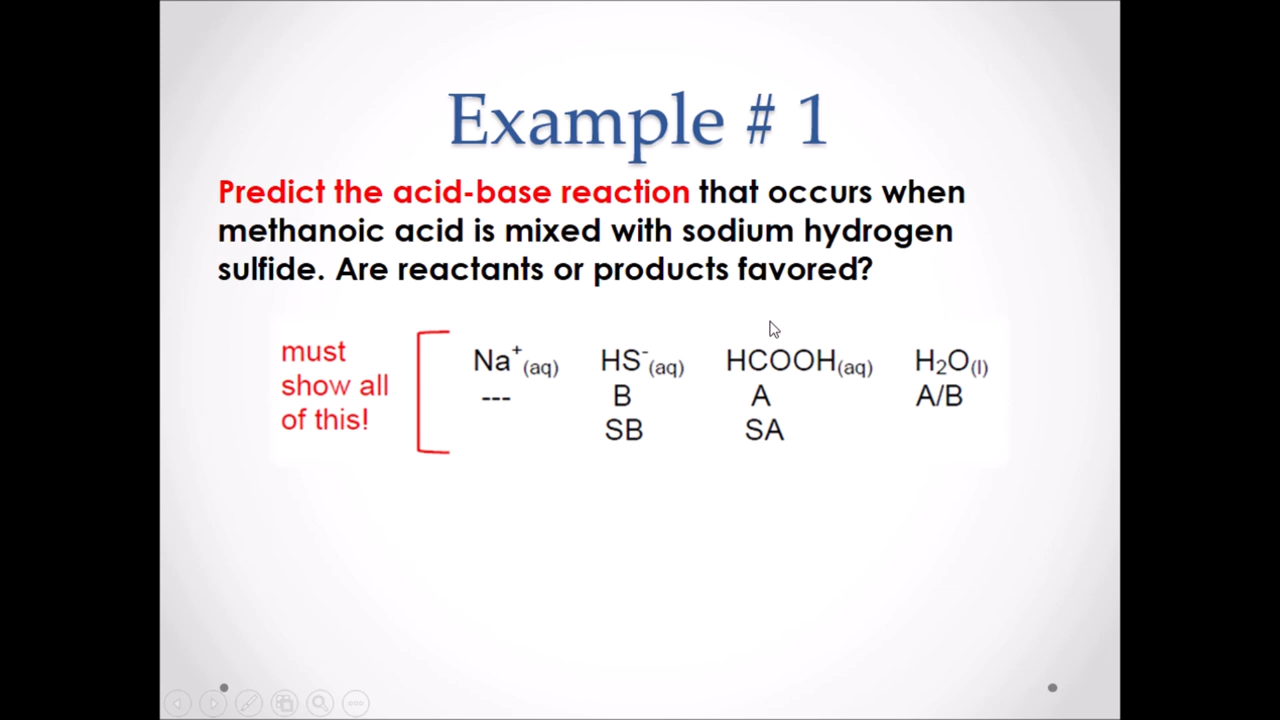 Example # 1
Predict the acid-base reaction that occurs when
methanoic acid is mixed with sodium hydrogen
sulfide. Are reactants or products favored?
must
show all
of this!
Na⁺(aq) HS⁻(aq) HCOOH(aq) H₂O(l)
--- B A A/B
SB SA